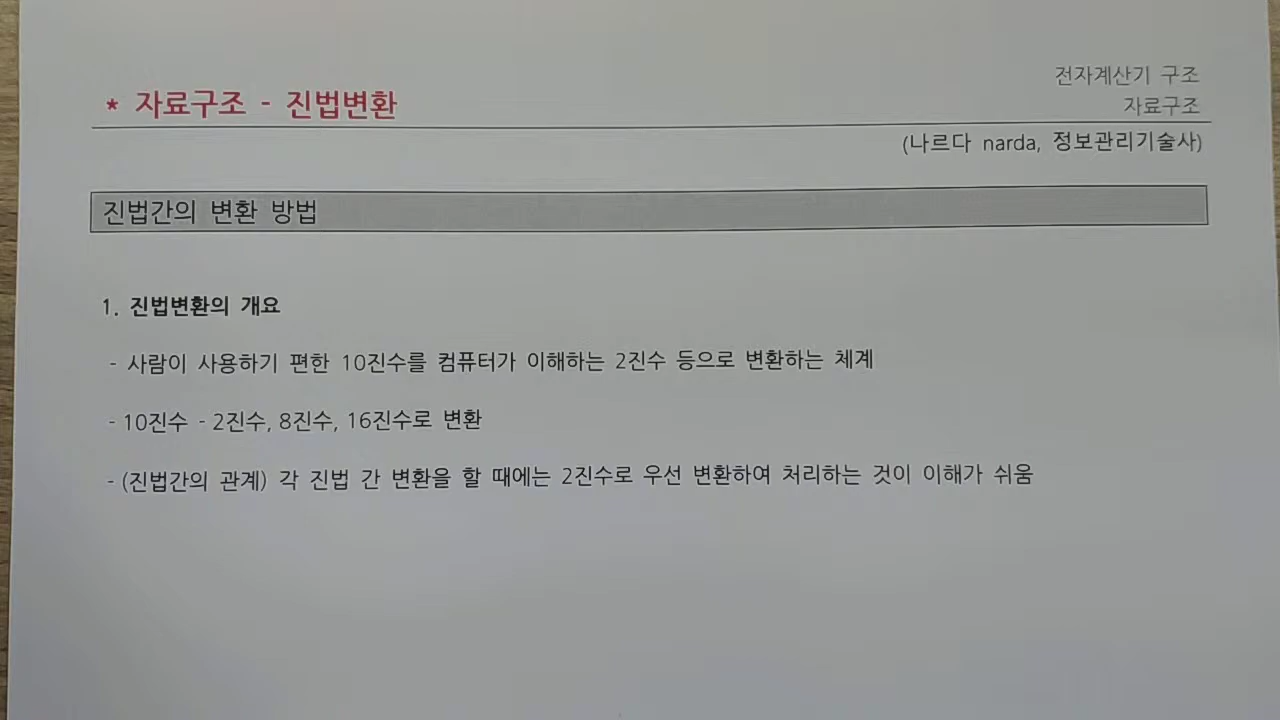 전자계산기 구조
* 자료구조 - 진법변환
자료구조
(나르다 narda, 정보관리기술사)
진법간의 변환 방법
1. 진법변환의 개요
- 사람이 사용하기 편한 10진수를 컴퓨터가 이해하는 2진수 등으로 변환하는 체계
- 10진수 - 2진수, 8진수, 16진수로 변환
- (진법간의 관계) 각 진법 간 변환을 할 때에는 2진수로 우선 변환하여 처리하는 것이 이해가 쉬움